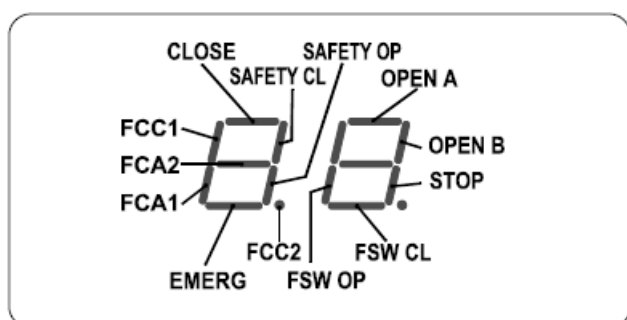 CLOSE
SAFETY OP
SAFETY CL
OPEN A
FCC1
OPEN B
FCA2
STOP
FCA1
FCC2
FSW CL
EMERG
FSW OP